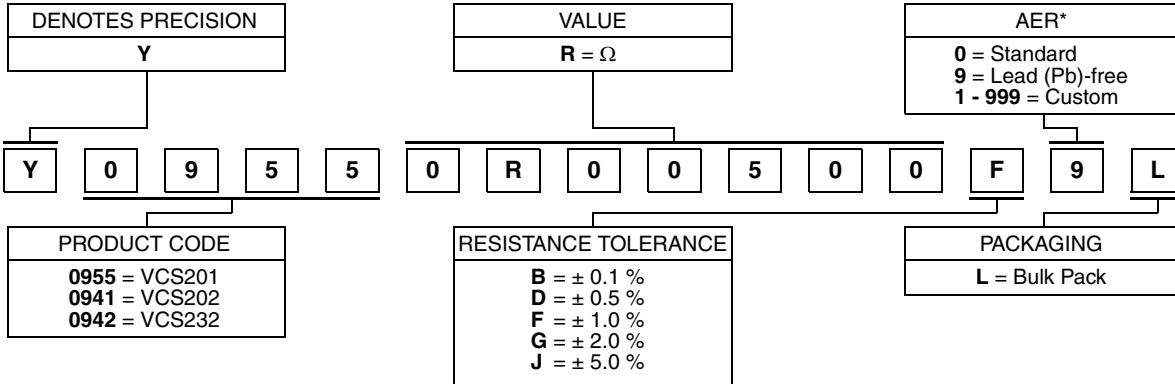 DENOTES PRECISION
Y
VALUE
R = Ω
AER*
0 = Standard
9 = Lead (Pb)-free
1 - 999 = Custom
Y 0 9 5 5 0 R 0 0 5 0 0 F 9 L
PRODUCT CODE
0955 = VCS201
0941 = VCS202
0942 = VCS232
RESISTANCE TOLERANCE
B = ± 0.1 %
D = ± 0.5 %
F = ± 1.0 %
G = ± 2.0 %
J = ± 5.0 %
PACKAGING
L = Bulk Pack